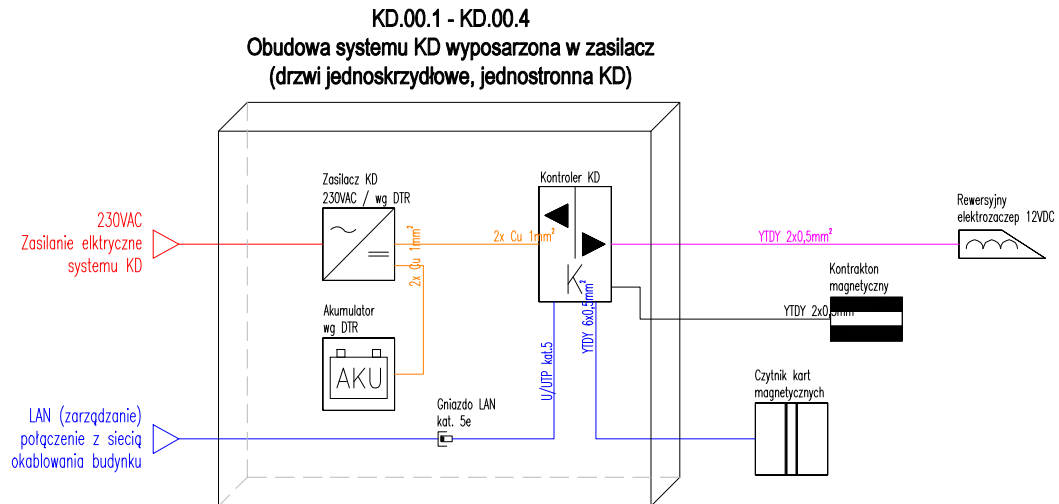 KD.00.1 - KD.00.4
Obudowa systemu KD wyposarzona w zasilacz
(drzwi jednoskrzydłowe, jednostronna KD)
Zasilacz KD
230VAC / wg DTR
Kontroler KD
230VAC
Zasilanie elktryczne
systemu KD
2x Cu 1mm²
2x Cu 1mm²
K
YTDY 2x0,5mm²
Rewersyjny
elektrozaczep 12VDC
Kontrakton
magnetyczny
YTDY 2x0,5mm
YTDY 6x0,5mm²
U/UTP kat.5
Akumulator
wg DTR
AKU
Gniazdo LAN
kat. 5e
Czytnik kart
magnetycznych
LAN (zarządzanie)
połączenie z siecią
okablowania budynku